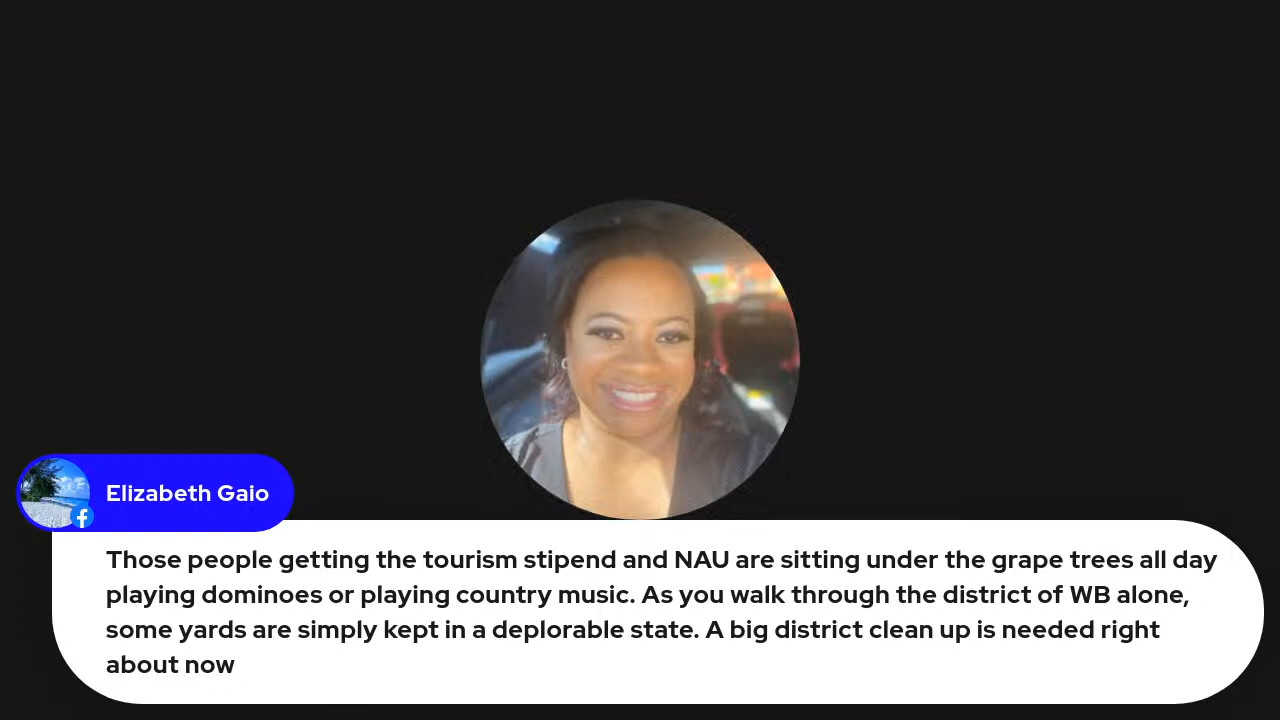 Elizabeth Gaio
Those people getting the tourism stipend and NAU are sitting under the grape trees all day
playing dominoes or playing country music. As you walk through the district of WB alone,
some yards are simply kept in a deplorable state. A big district clean up is needed right
about now